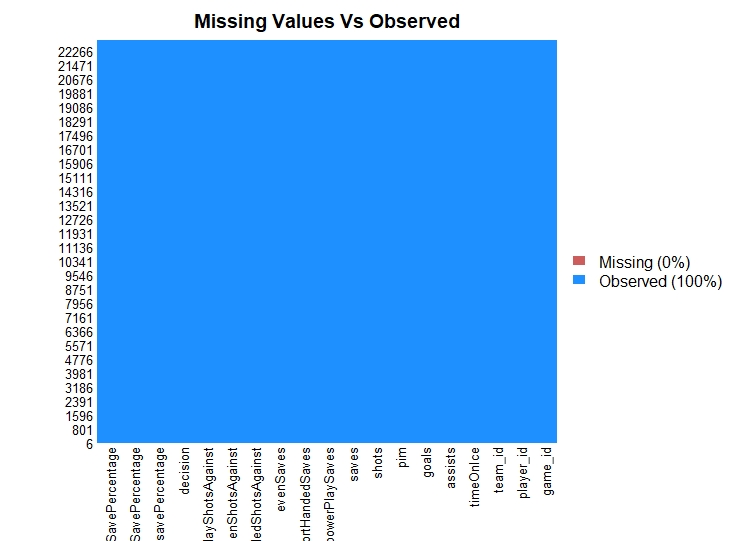 Missing Values Vs Observed
22266
21471
20676
19881
19086
18291
17496
16701
15906
15111
14316
13521
12726
11931
11136
10341
9546
8751
7956
7161
6366
5571
4776
3981
3186
2391
1596
801
6
Missing (0%)
Observed (100%)
SavePercentage
SavePercentage
savePercentage
decision
layShotsAgainst
enShotsAgainst
ledShotsAgainst
evenSaves
ortHandedSaves
powerPlaySaves
saves
shots
pim
goals
assists
timeOnIce
team_id
player_id
game_id